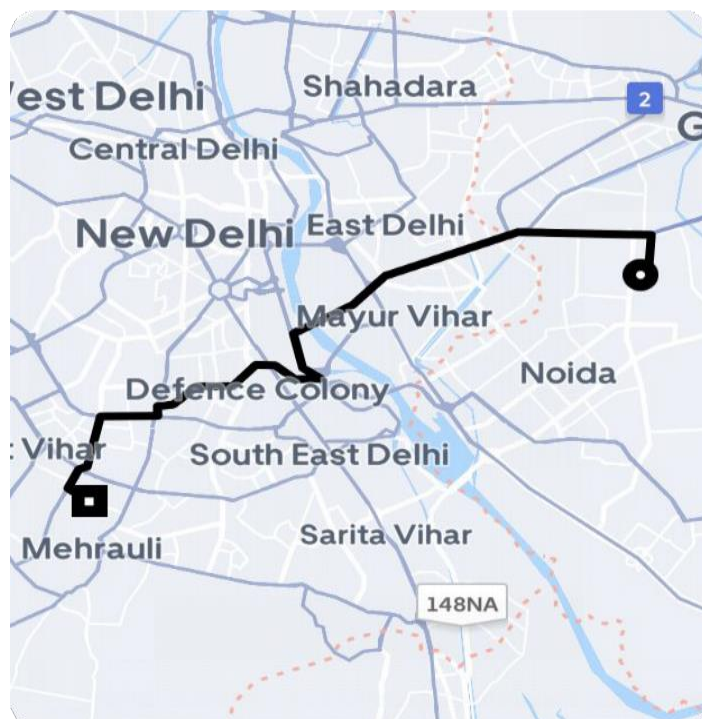 Shahadara
est Delhi
2
G
Central Delhi
East Delhi
New Delhi
Mayur Vihar
Noida
Defence Colony
t Vihar
South East Delhi
Sarita Vihar
Mehrauli
148NA